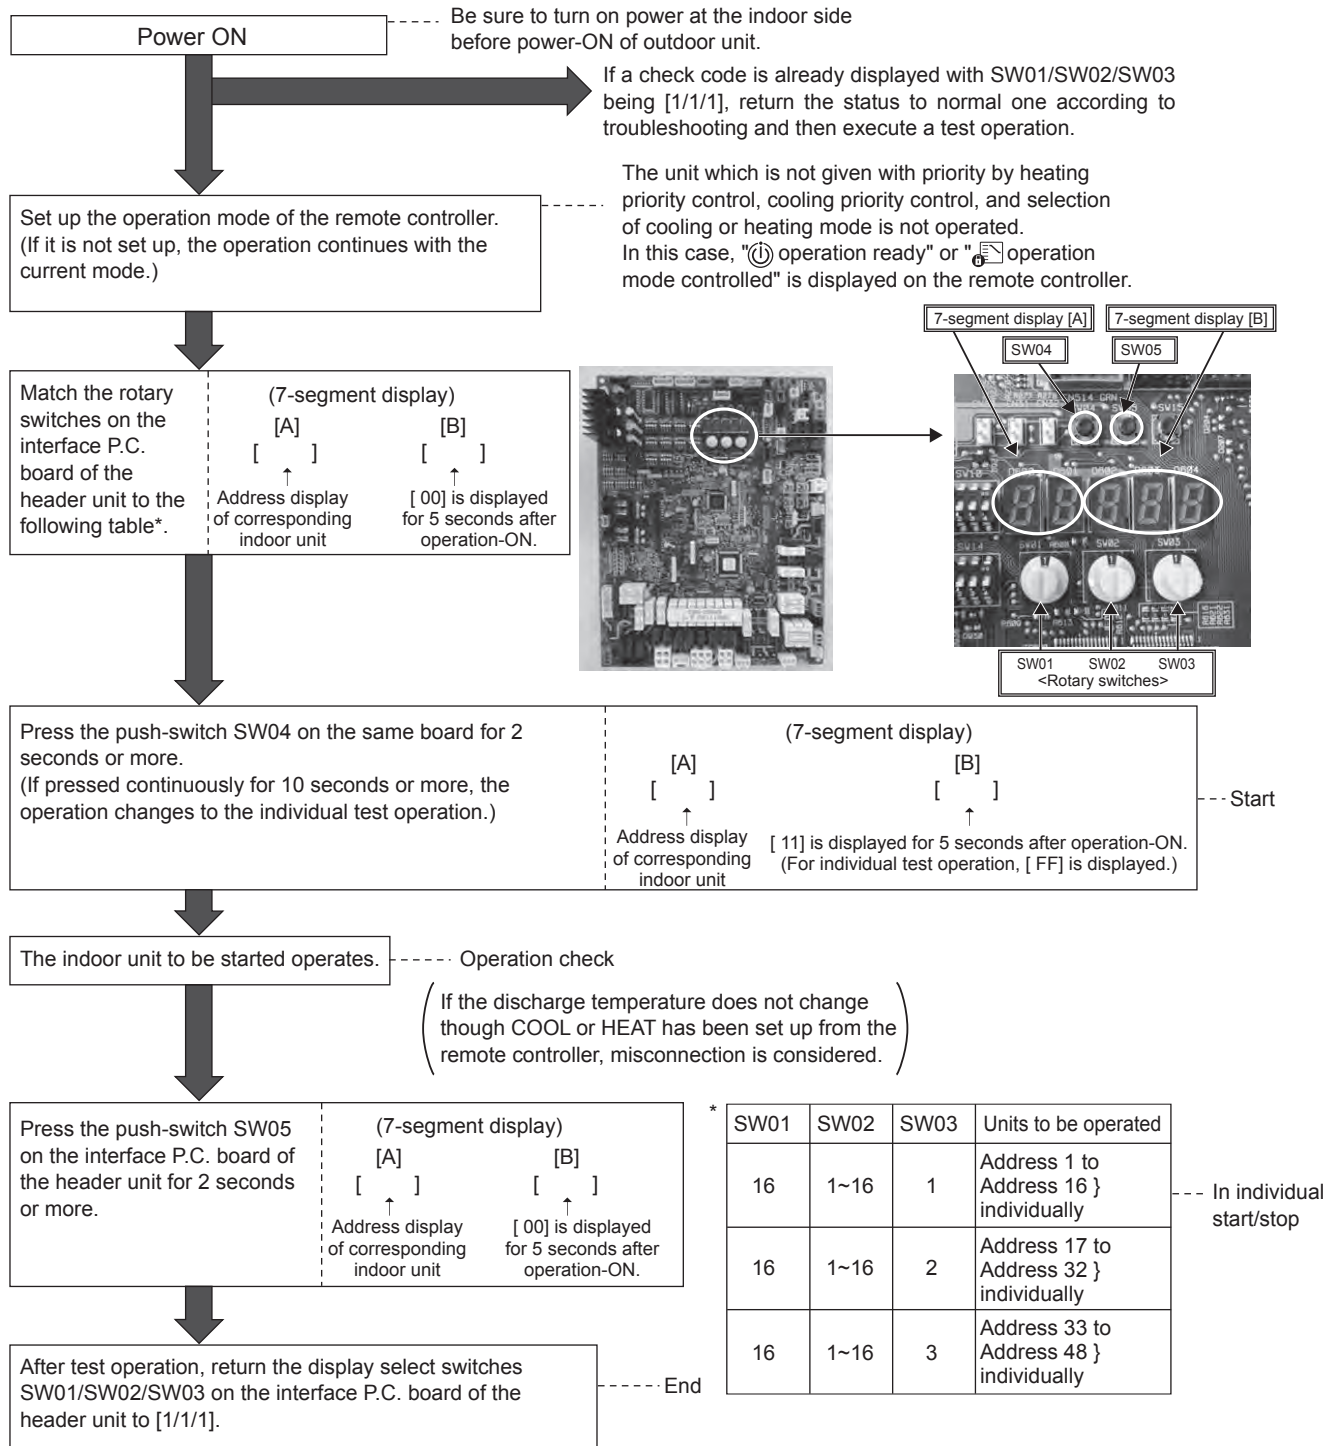 Power ON
Be sure to turn on power at the indoor side
before power-ON of outdoor unit.
If a check code is already displayed with SW01/SW02/SW03
being [1/1/1], return the status to normal one according to
troubleshooting and then execute a test operation.
Set up the operation mode of the remote controller.
(If it is not set up, the operation continues with the
current mode.)
The unit which is not given with priority by heating
priority control, cooling priority control, and selection
of cooling or heating mode is not operated.
In this case, " operation ready" or " operation
mode controlled" is displayed on the remote controller.
Match the rotary
switches on the
interface P.C.
board of the
header unit to the
following table*.
(7-segment display)
[A] [B]
[ ] [ ]
Address display
of corresponding
indoor unit
[ 00] is displayed
for 5 seconds after
operation-ON.
7-segment display [A] 7-segment display [B]
SW04 SW05
SW01 SW02 SW03
<Rotary switches>
Press the push-switch SW04 on the same board for 2
seconds or more.
(If pressed continuously for 10 seconds or more, the
operation changes to the individual test operation.)
(7-segment display)
[A] [B]
[ ] [ ]
Address display
of corresponding
indoor unit
[ 11] is displayed for 5 seconds after operation-ON.
(For individual test operation, [ FF] is displayed.)
Start
The indoor unit to be started operates.
Operation check
If the discharge temperature does not change
though COOL or HEAT has been set up from the
remote controller, misconnection is considered.
Press the push-switch SW05
on the interface P.C. board of
the header unit for 2 seconds
or more.
(7-segment display)
[A] [B]
[ ] [ ]
Address display
of corresponding
indoor unit
[ 00] is displayed
for 5 seconds after
operation-ON.
*
SW01 SW02 SW03 Units to be operated
16 1~16 1 Address 1 to
Address 16 }
individually
16 1~16 2 Address 17 to
Address 32 }
individually
16 1~16 3 Address 33 to
Address 48 }
individually
In individual
start/stop
After test operation, return the display select switches
SW01/SW02/SW03 on the interface P.C. board of the
header unit to [1/1/1].
End